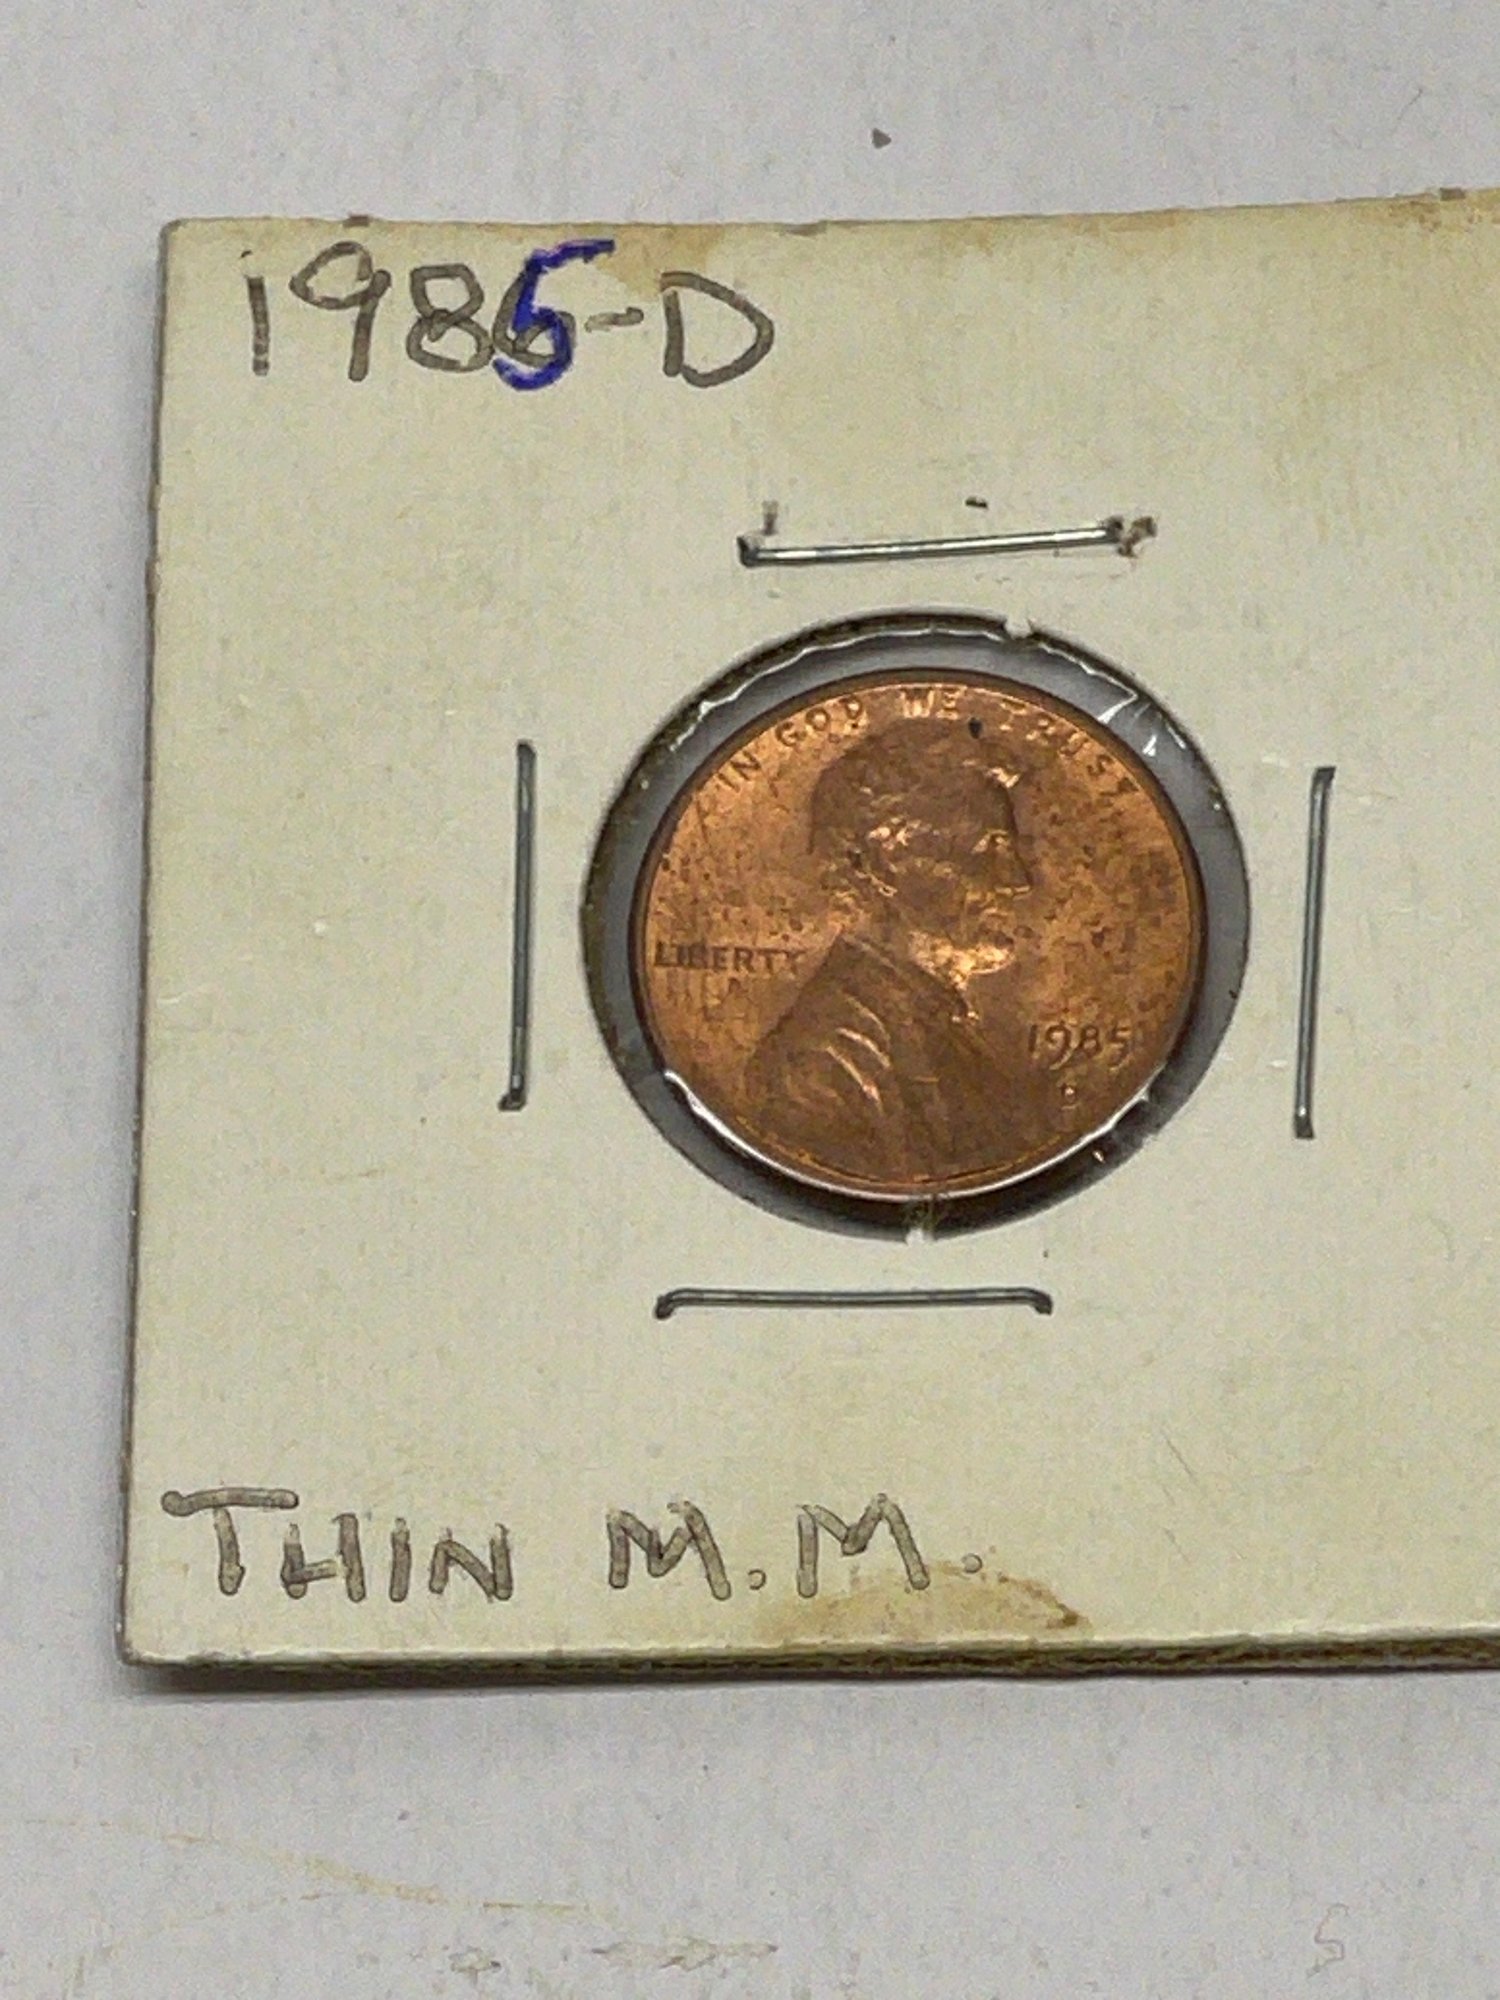 1985-D
IN GOD WE TRUST
LIBERTY
1985
D
THIN M.M.